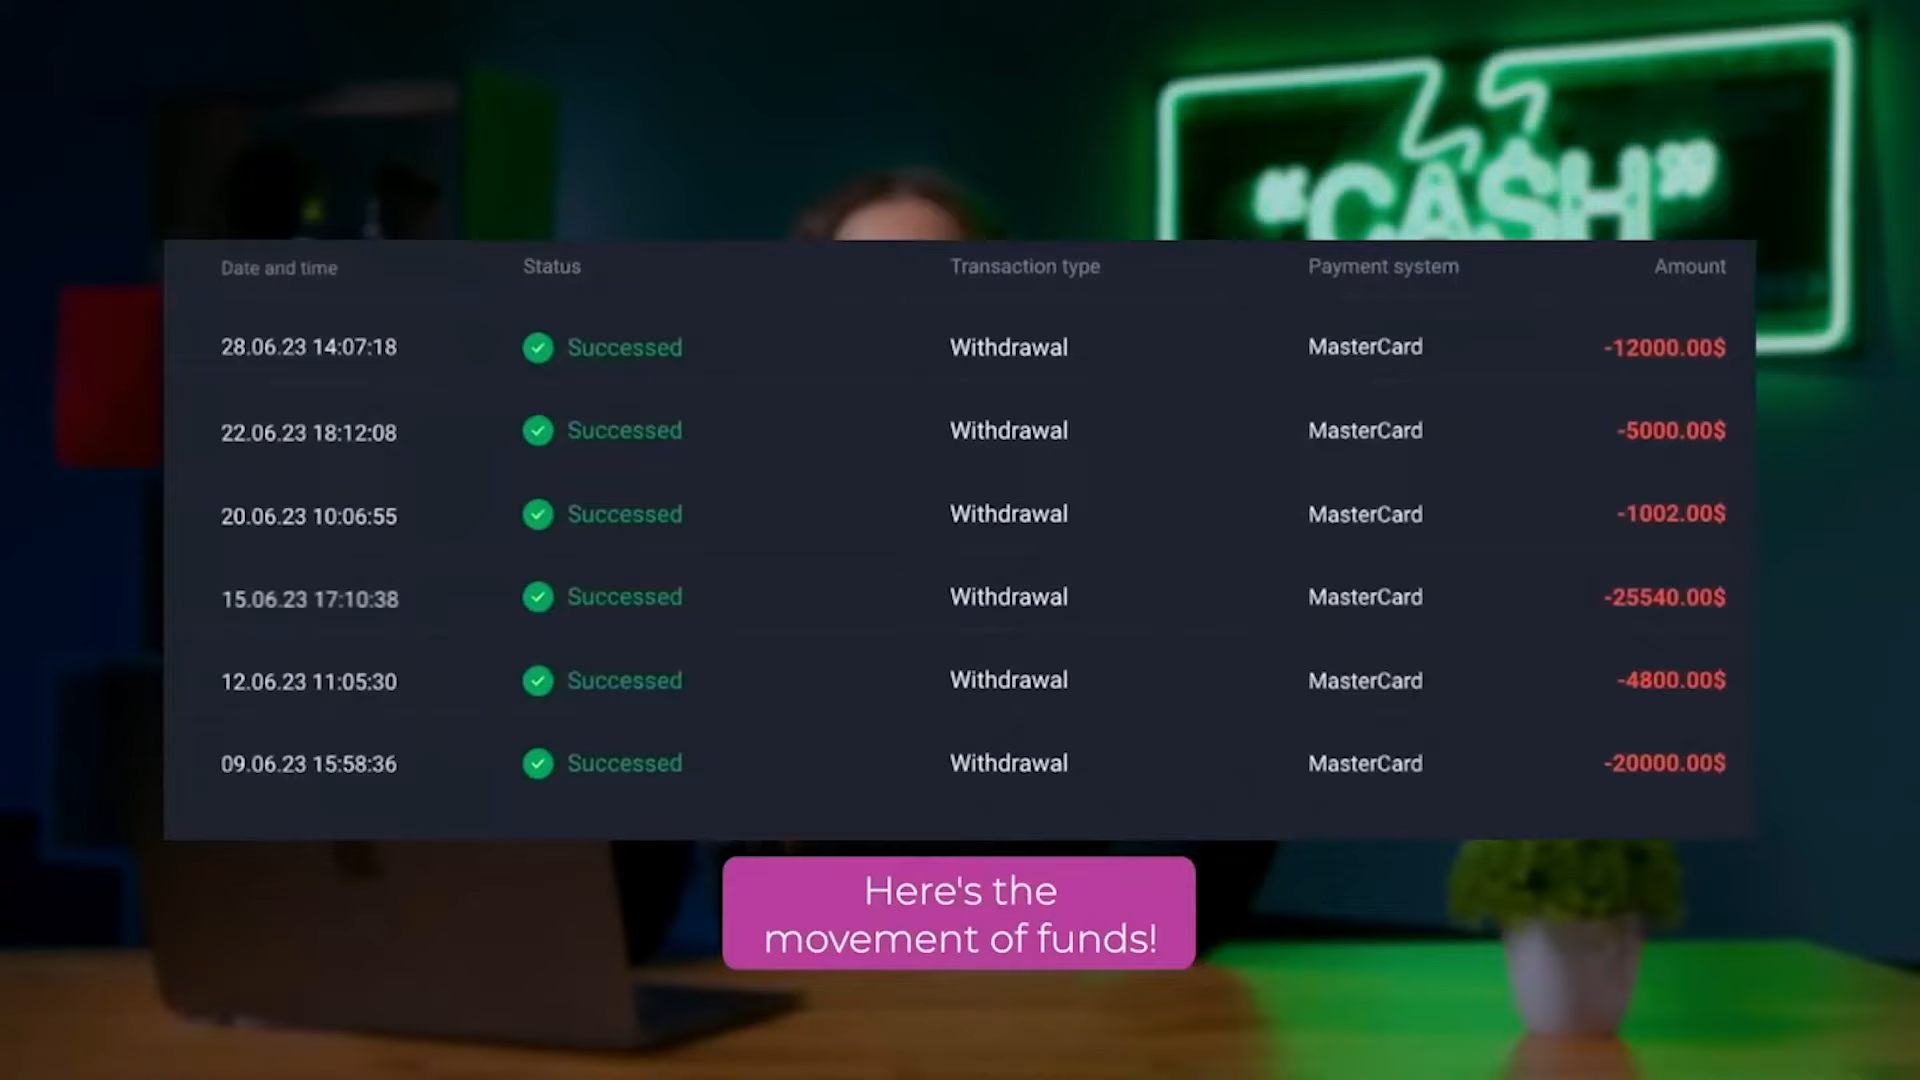 “CA$H”
Date and time Status Transaction type Payment system Amount
28.06.23 14:07:18 Successed Withdrawal MasterCard -12000.00$
22.06.23 18:12:08 Successed Withdrawal MasterCard -5000.00$
20.06.23 10:06:55 Successed Withdrawal MasterCard -1002.00$
15.06.23 17:10:38 Successed Withdrawal MasterCard -25540.00$
12.06.23 11:05:30 Successed Withdrawal MasterCard -4800.00$
09.06.23 15:58:36 Successed Withdrawal MasterCard -20000.00$
Here's the
movement of funds!